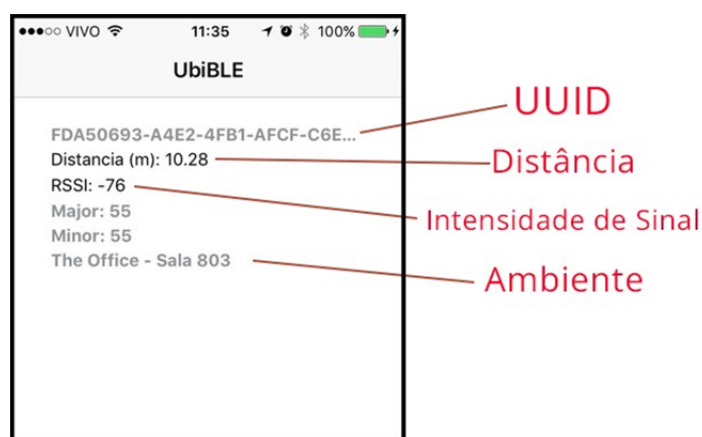 ●●●○○ VIVO 11:35 100%
UbiBLE
FDA50693-A4E2-4FB1-AFCF-C6E...
Distancia (m): 10.28
RSSI: -76
Major: 55
Minor: 55
The Office - Sala 803
UUID
Distância
Intensidade de Sinal
Ambiente